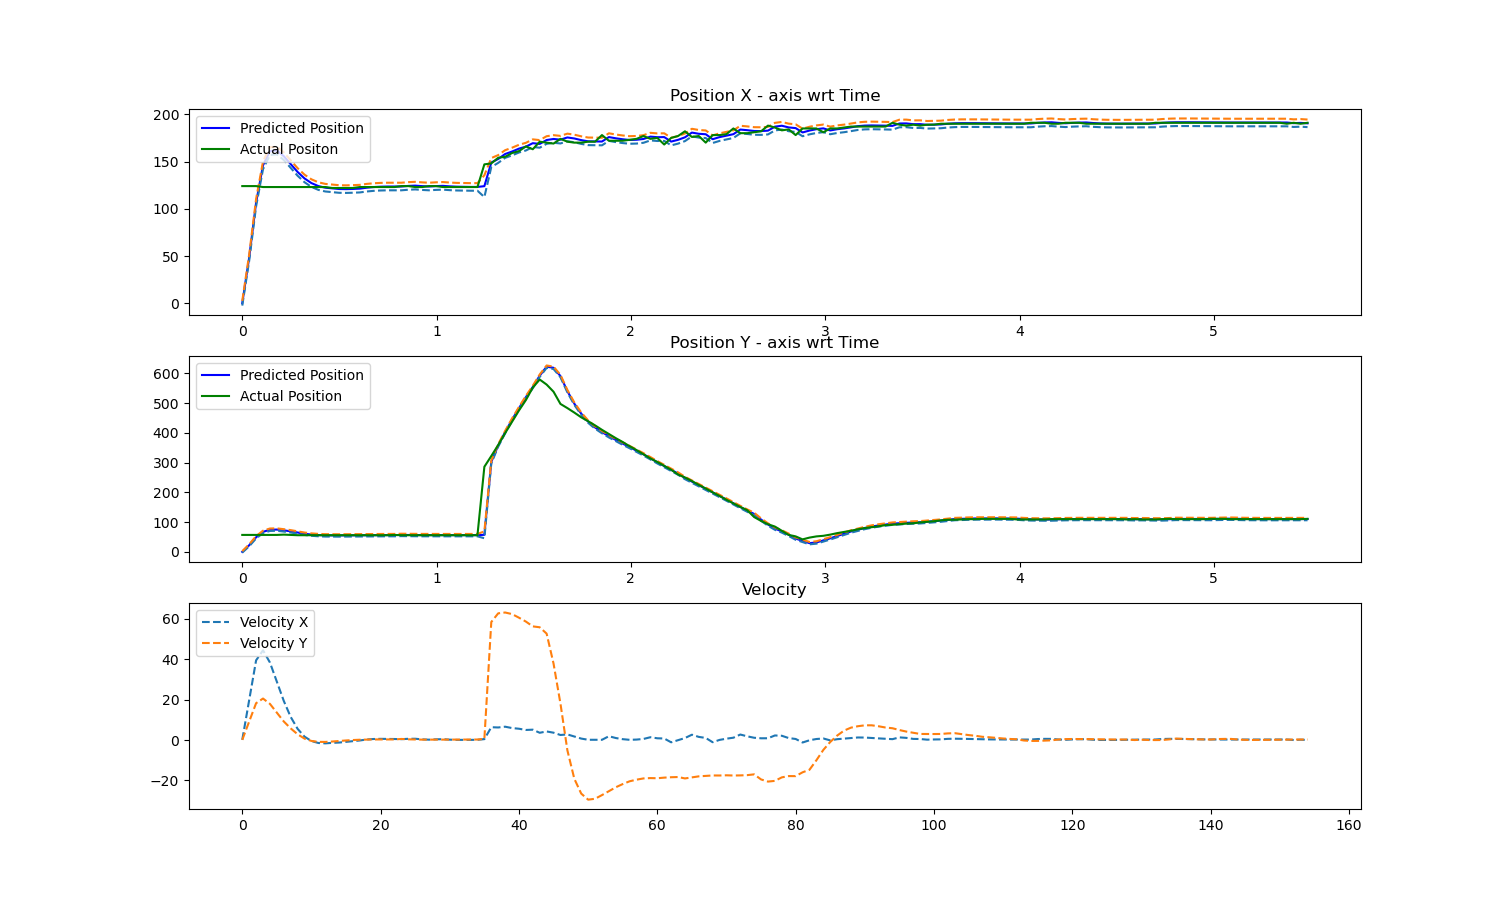 Position X - axis wrt Time
200
150
100
50
0
Predicted Position
Actual Positon
0 1 2 3 4 5
Position Y - axis wrt Time
600
500
400
300
200
100
0
Predicted Position
Actual Position
0 1 2 3 4 5
Velocity
60
40
20
0
−20
Velocity X
Velocity Y
0 20 40 60 80 100 120 140 160